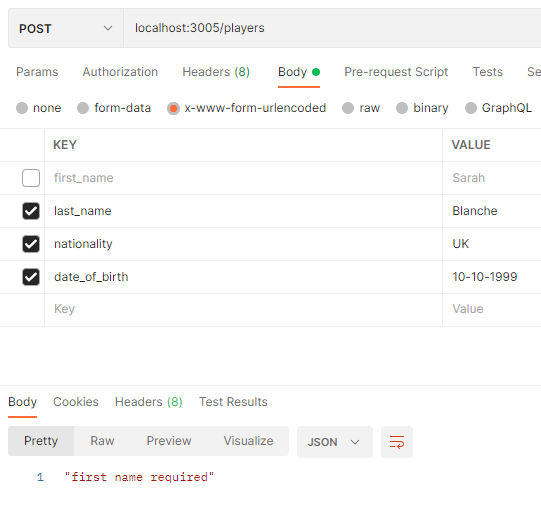 POST localhost:3005/players
Params Authorization Headers (8) Body Pre-request Script Tests Se
none form-data x-www-form-urlencoded raw binary GraphQL
KEY VALUE
first_name Sarah
last_name Blanche
nationality UK
date_of_birth 10-10-1999
Key Value
Body Cookies Headers (8) Test Results
Pretty Raw Preview Visualize JSON
1 "first name required"